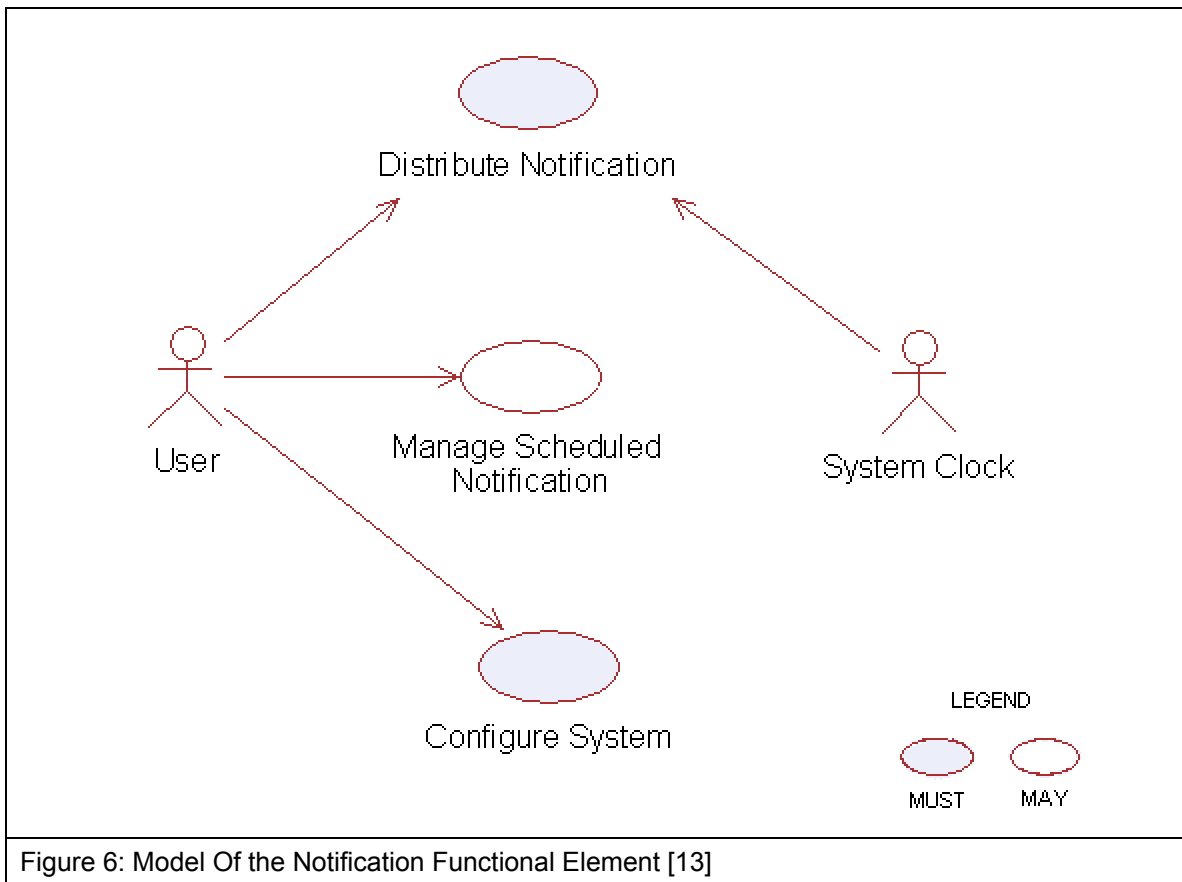 Distribute Notification
User
Manage Scheduled
Notification
System Clock
Configure System
LEGEND
MUST
MAY
Figure 6: Model Of the Notification Functional Element [13]